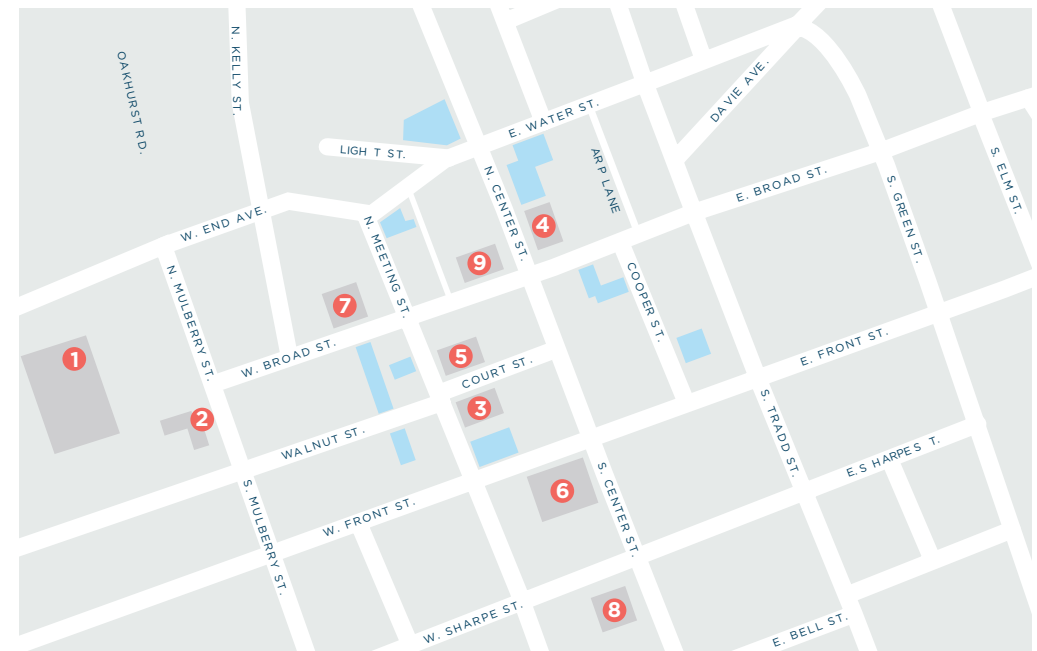 N. KELLY ST.
OAKHURST RD.
DAVIE AVE.
E. WATER ST.
LIGH T ST.
ARP LANE
S. ELM ST.
N. CENTER ST.
E. BROAD ST.
S. GREEN ST.
W. END AVE.
N. MEETING ST.
4
9
N. MULBERRY ST.
COOPER ST.
7
W. BROAD ST.
E. FRONT ST.
1
5
COURT ST.
3
2
S. TRADD ST.
WALNUT ST.
E.S HARPES T.
6
S. CENTER ST.
S. MULBERRY ST.
W. FRONT ST.
8
W. SHARPE ST.
E. BELL ST.